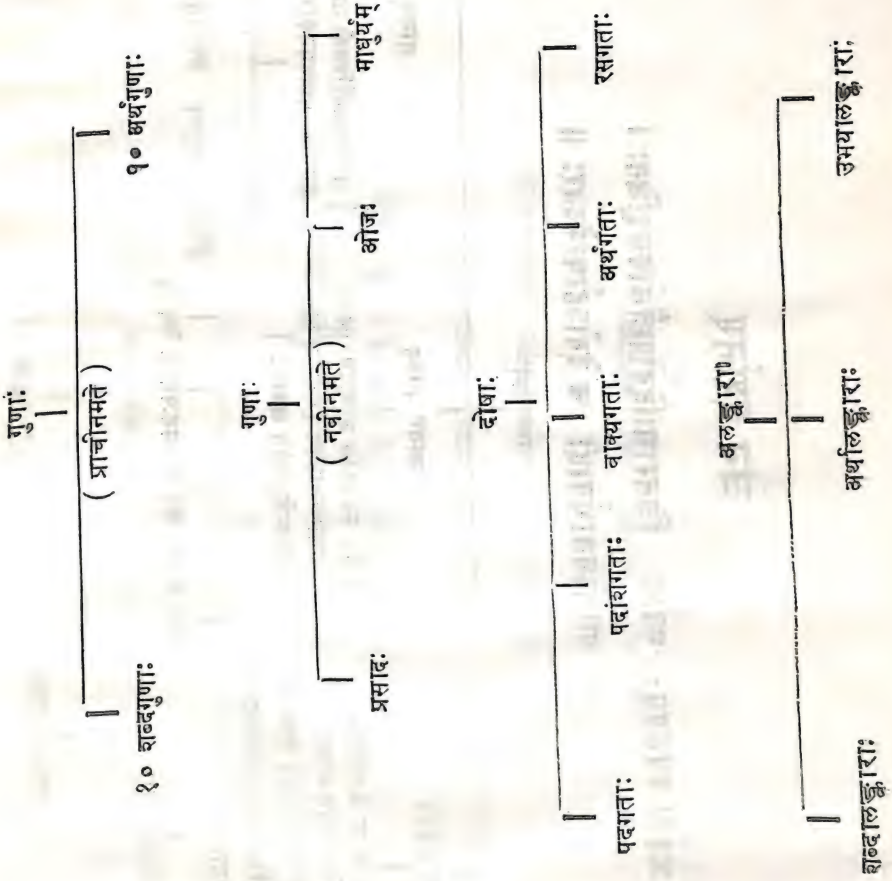 गुणाः
( प्राचीनमते )
१० शब्दगुणाः १० अर्थगुणाः
गुणाः
( नवीनमते )
प्रसादः ओजः माधुर्यम्
दोषाः
पदगताः पदांशगताः वाक्यगताः अर्थगताः रसगताः
अलङ्काराः
शब्दालङ्काराः अर्थालङ्काराः उभयालङ्काराः